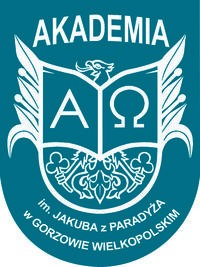 AKADEMIA
A Ω
im. JAKUBA z PARADYŻA
w GORZOWIE WIELKOPOLSKIM